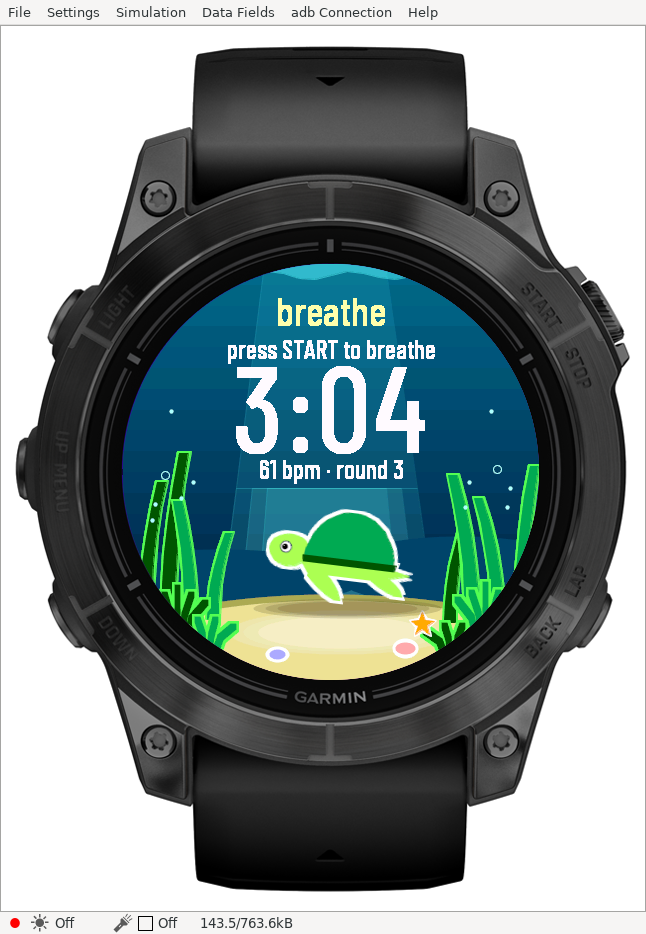 File Settings Simulation Data Fields adb Connection Help
LIGHT
START
STOP
breathe
press START to breathe
3:04
61 bpm · round 3
UP MENU
LAP
DOWN
BACK
GARMIN
Off Off 143.5/763.6kB